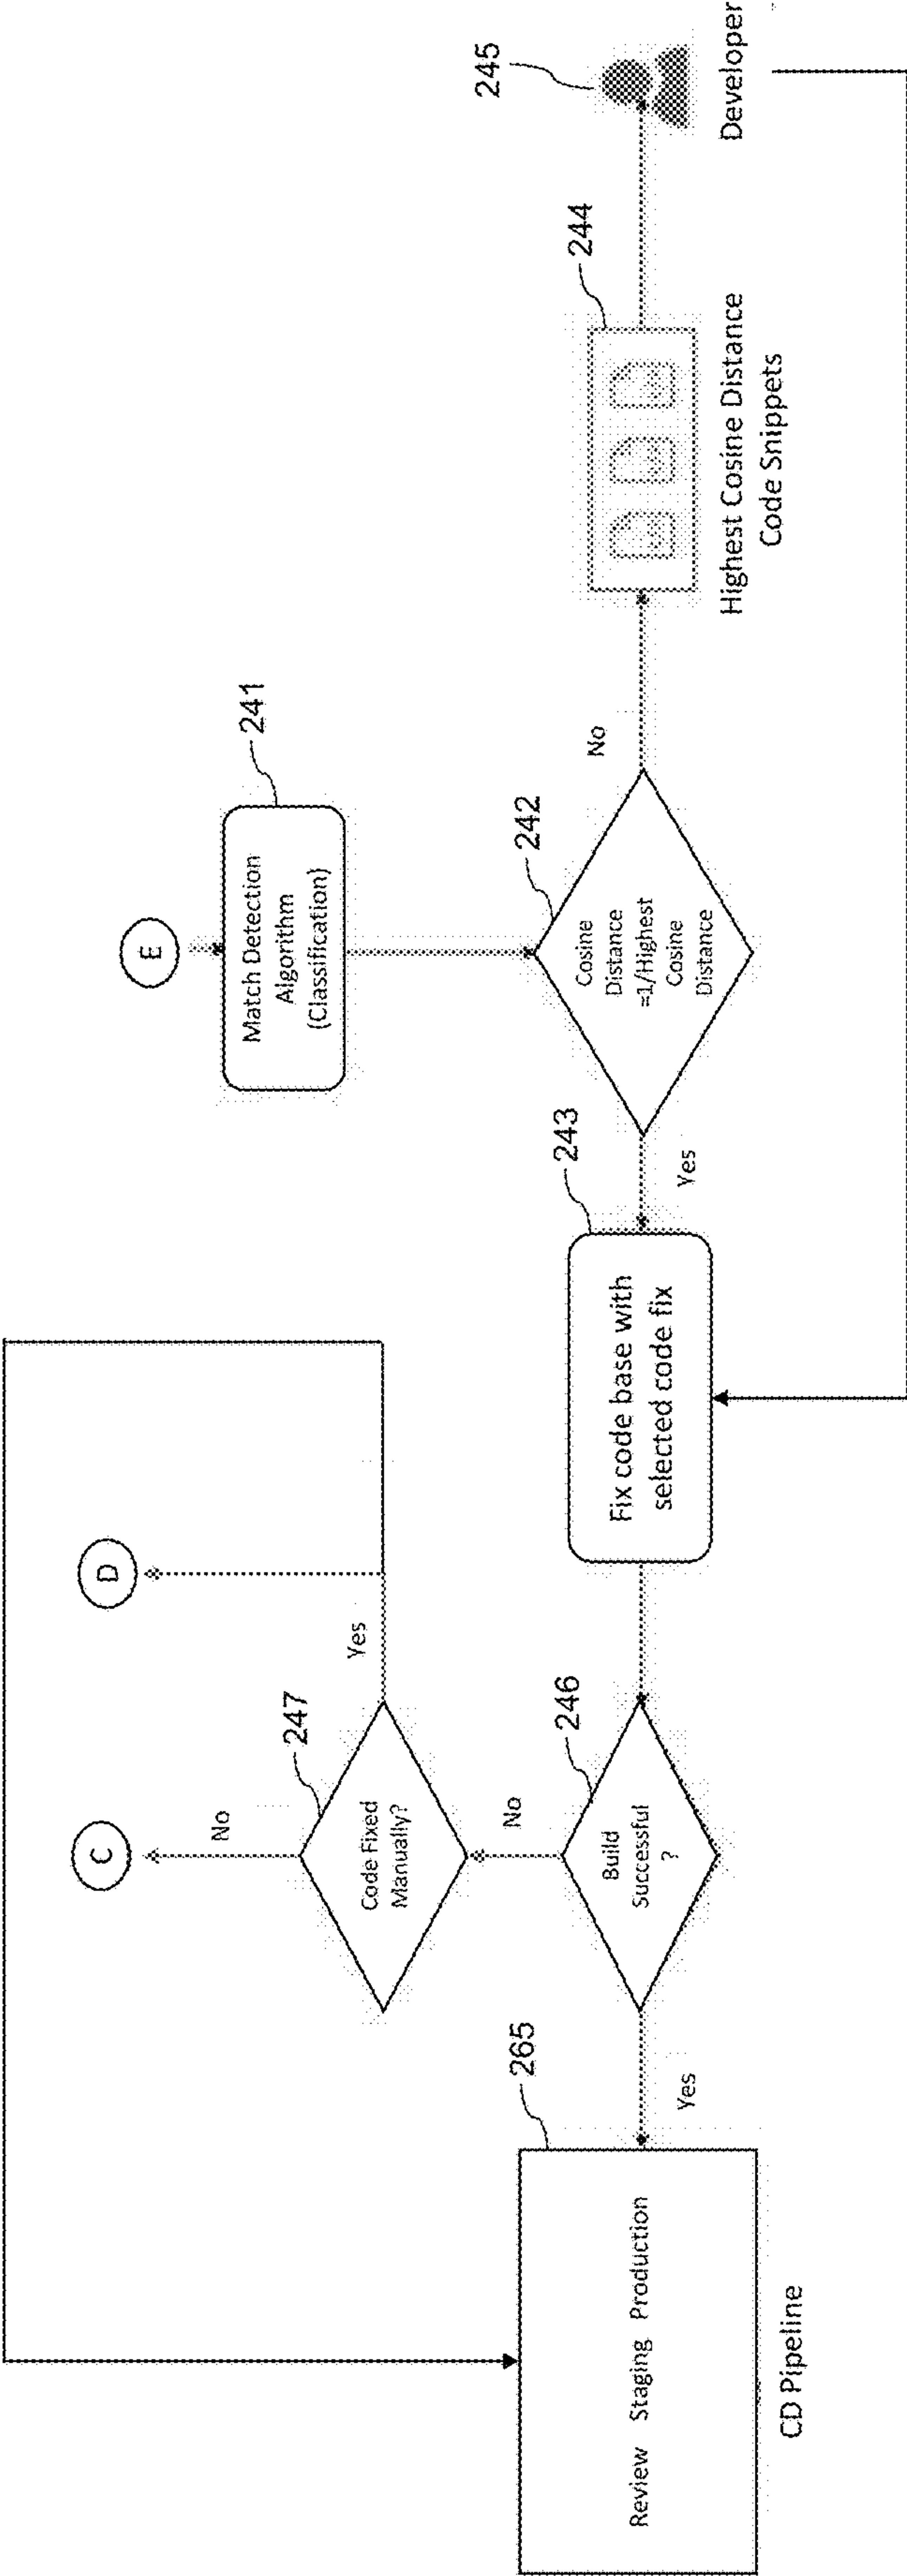 E
241
Match Detection
Algorithm
(Classification)
242
Cosine
Distance
=1/Highest
Cosine
Distance
No
244
Highest Cosine Distance
Code Snippets
245
Developer
Yes
243
Fix code base with
selected code fix
246
Build
Successful
?
No
247
Code Fixed
Manually?
Yes
D
No
C
Yes
265
Review Staging Production
CD Pipeline